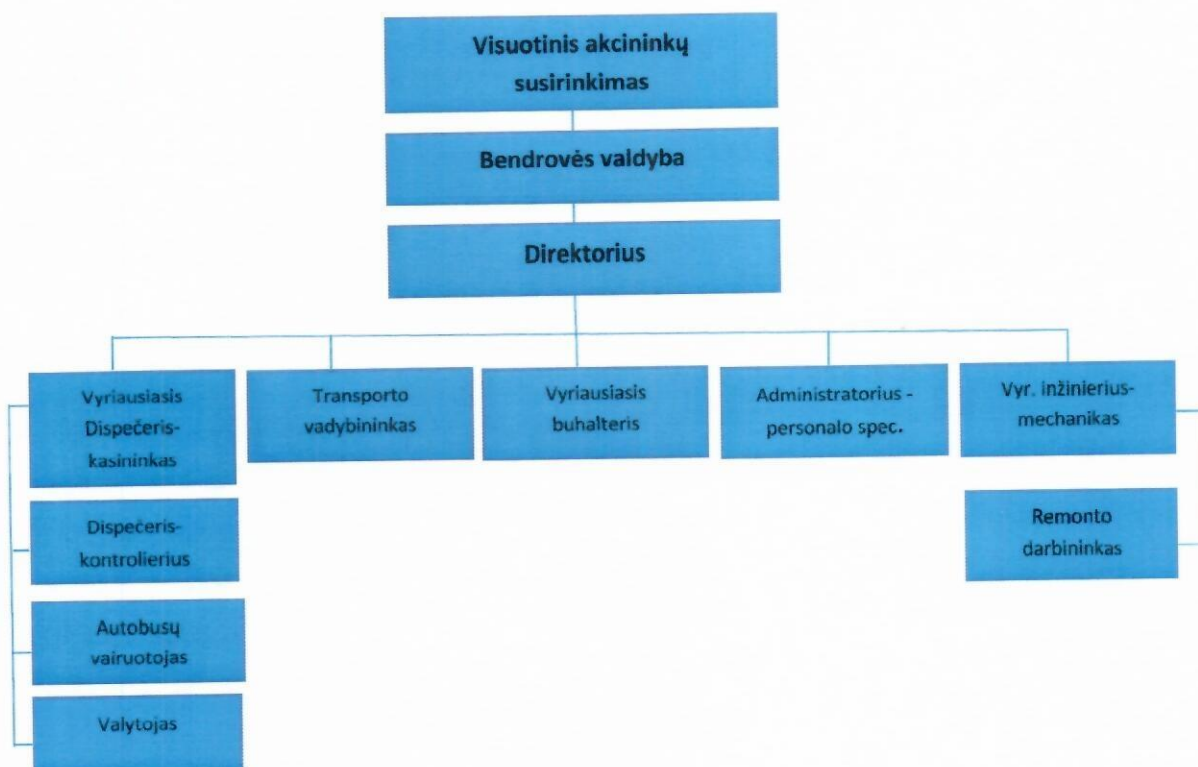 Visuotinis akcininkų
susirinkimas
Bendrovės valdyba
Direktorius
Vyriausiasis
Dispečeris-
kasininkas
Transporto
vadybininkas
Vyriausiasis
buhalteris
Administratorius -
personalo spec.
Vyr. inžinierius-
mechanikas
Dispečeris-
kontrolierius
Remonto
darbininkas
Autobusų
vairuotojas
Valytojas